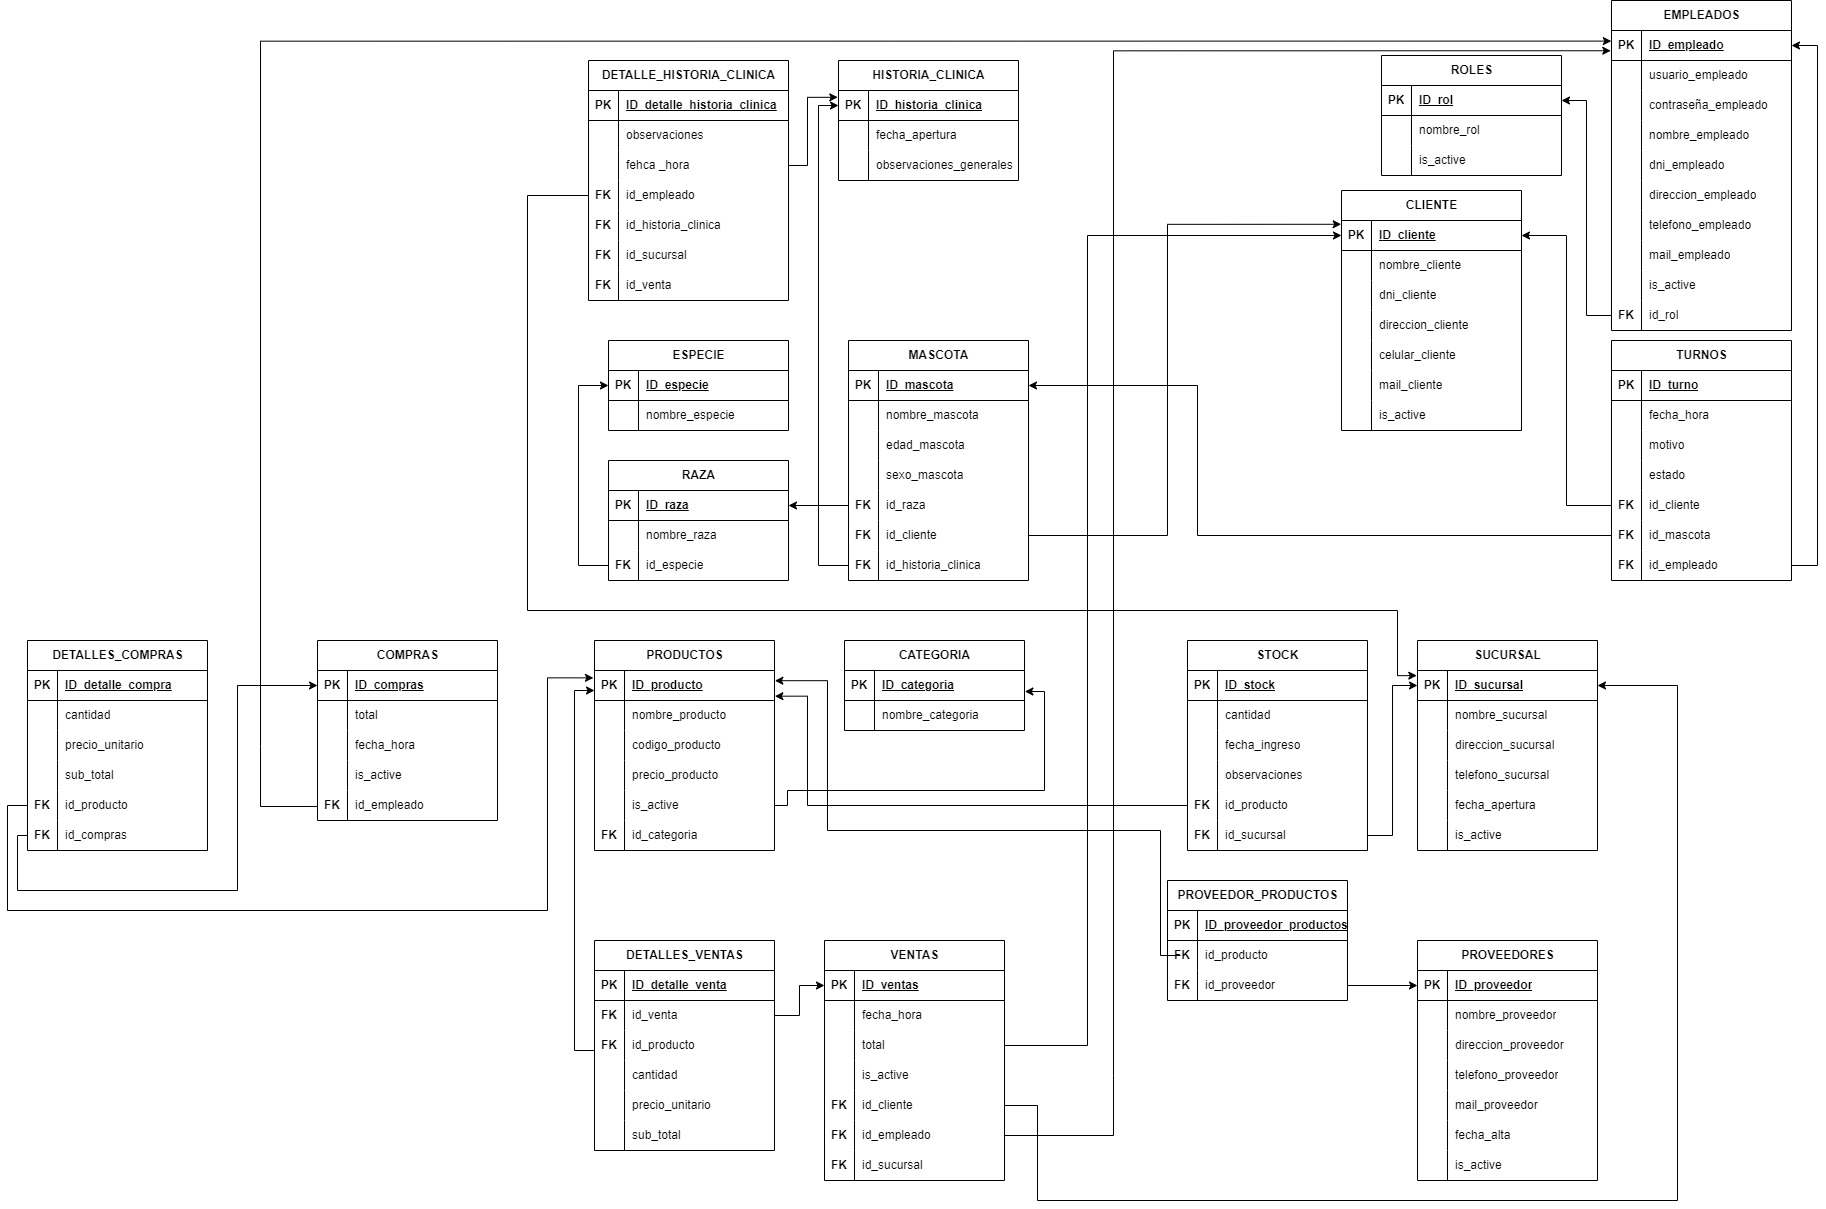 EMPLEADOS
PK ID_empleado
usuario_empleado
contraseña_empleado
nombre_empleado
dni_empleado
direccion_empleado
telefono_empleado
mail_empleado
is_active
FK id_rol
DETALLE_HISTORIA_CLINICA
PK ID_detalle_historia_clinica
observaciones
fehca _hora
FK id_empleado
FK id_historia_clinica
FK id_sucursal
FK id_venta
HISTORIA_CLINICA
PK ID_historia_clinica
fecha_apertura
observaciones_generales
ROLES
PK ID_rol
nombre_rol
is_active
CLIENTE
PK ID_cliente
nombre_cliente
dni_cliente
direccion_cliente
celular_cliente
mail_cliente
is_active
ESPECIE
PK ID_especie
nombre_especie
MASCOTA
PK ID_mascota
nombre_mascota
edad_mascota
sexo_mascota
FK id_raza
FK id_cliente
FK id_historia_clinica
TURNOS
PK ID_turno
fecha_hora
motivo
estado
FK id_cliente
FK id_mascota
FK id_empleado
RAZA
PK ID_raza
nombre_raza
FK id_especie
DETALLES_COMPRAS
PK ID_detalle_compra
cantidad
precio_unitario
sub_total
FK id_producto
FK id_compras
COMPRAS
PK ID_compras
total
fecha_hora
is_active
FK id_empleado
PRODUCTOS
PK ID_producto
nombre_producto
codigo_producto
precio_producto
is_active
FK id_categoria
CATEGORIA
PK ID_categoria
nombre_categoria
STOCK
PK ID_stock
cantidad
fecha_ingreso
observaciones
FK id_producto
FK id_sucursal
SUCURSAL
PK ID_sucursal
nombre_sucursal
direccion_sucursal
telefono_sucursal
fecha_apertura
is_active
PROVEEDOR_PRODUCTOS
PK ID_proveedor_productos
FK id_producto
FK id_proveedor
DETALLES_VENTAS
PK ID_detalle_venta
FK id_venta
FK id_producto
cantidad
precio_unitario
sub_total
VENTAS
PK ID_ventas
fecha_hora
total
is_active
FK id_cliente
FK id_empleado
FK id_sucursal
PROVEEDORES
PK ID_proveedor
nombre_proveedor
direccion_proveedor
telefono_proveedor
mail_proveedor
fecha_alta
is_active